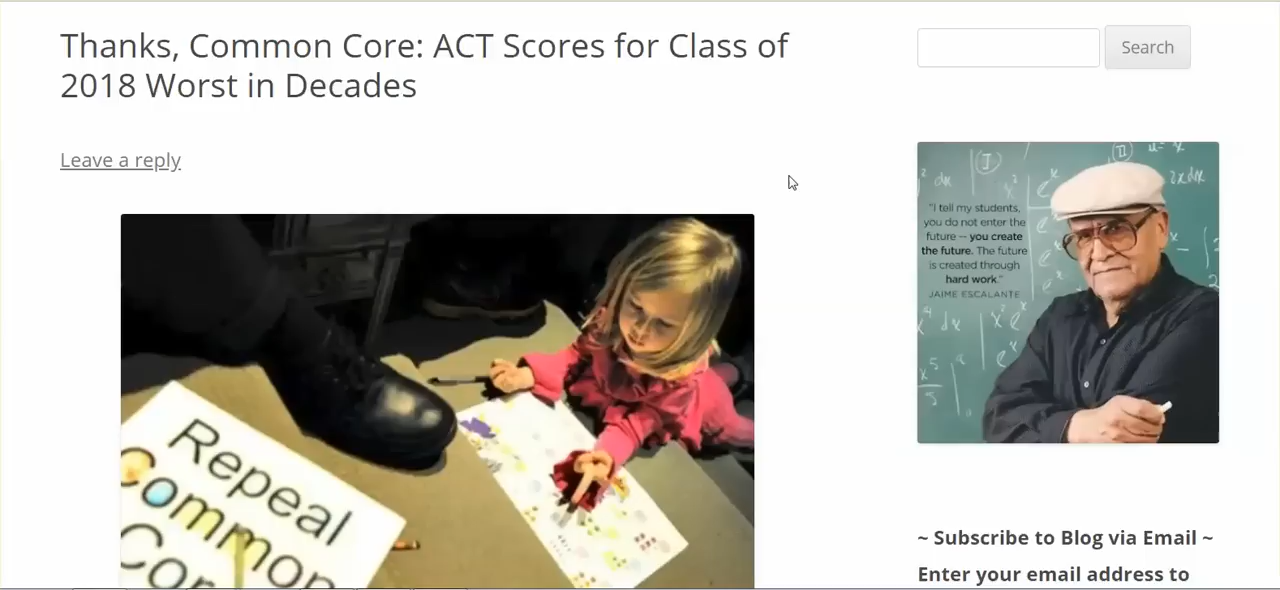 Thanks, Common Core: ACT Scores for Class of
2018 Worst in Decades
Leave a reply
Repeal
Common
Cor
Search
"I tell my students,
you do not enter the
future -- you create
the future. The future
is created through
hard work."
JAIME ESCALANTE
~ Subscribe to Blog via Email ~
Enter your email address to